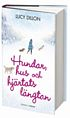 LUCY DILLON
Hundar,
hus och
hjärtats
längtan